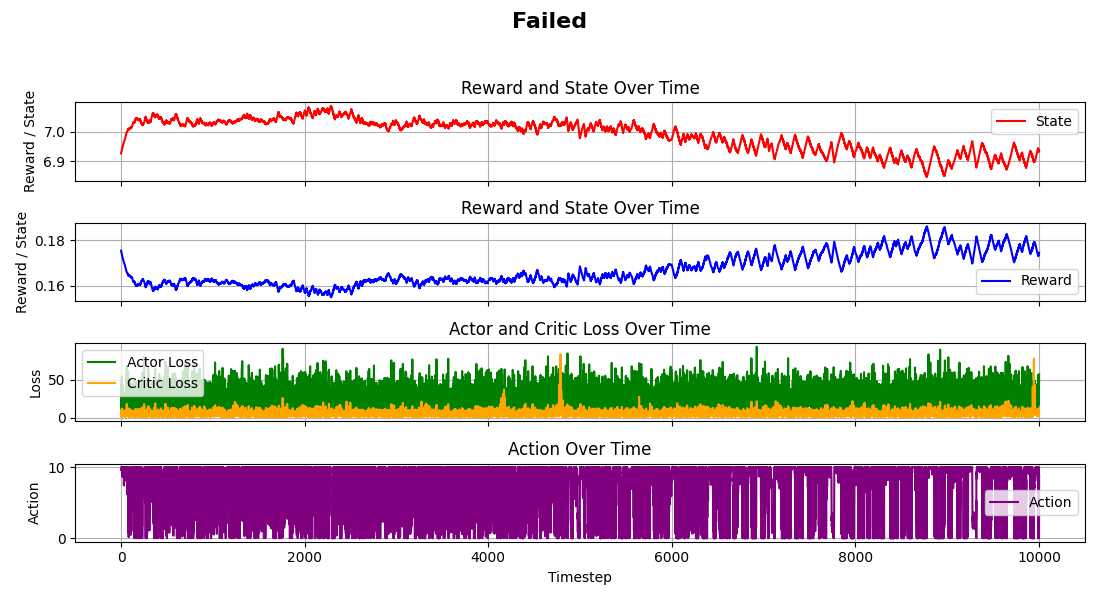 Failed
Reward and State Over Time
Reward / State
7.0
6.9
State
Reward and State Over Time
Reward / State
0.18
0.16
Reward
Actor and Critic Loss Over Time
Loss
50
0
Actor Loss
Critic Loss
Action Over Time
Action
10
0
Action
0 2000 4000 6000 8000 10000
Timestep